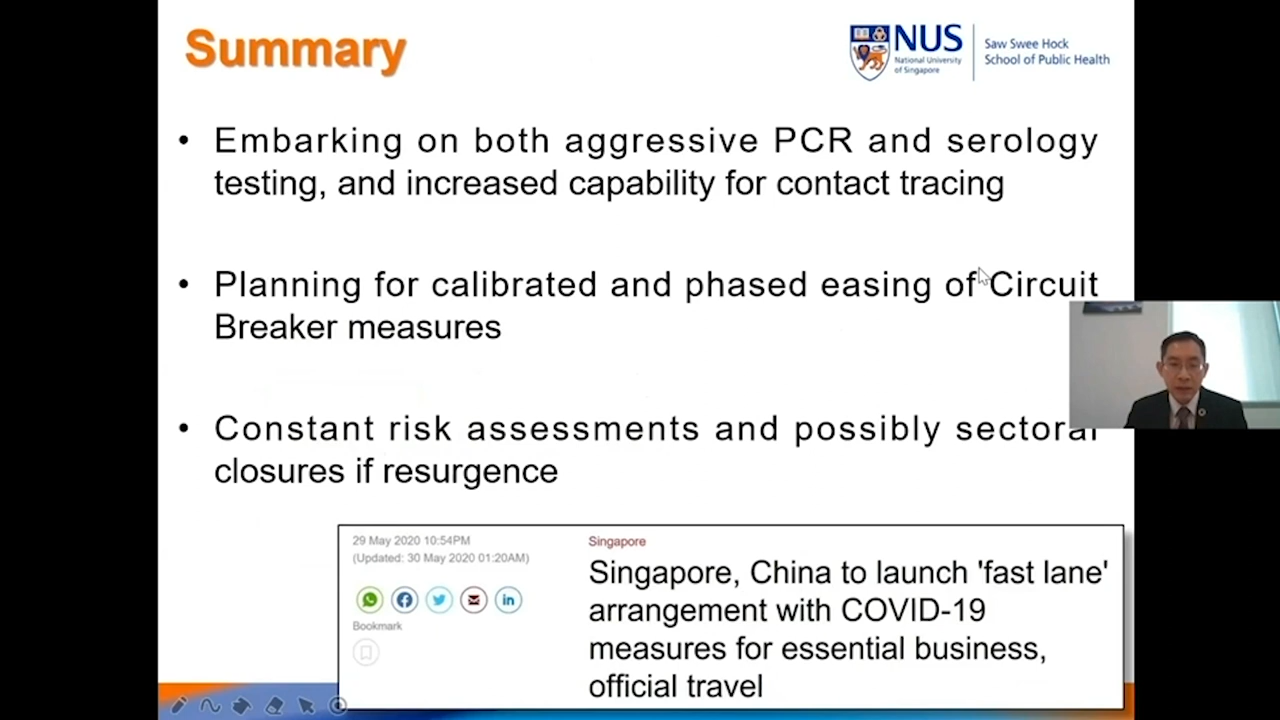 Summary
NUS
National University
of Singapore
Saw Swee Hock
School of Public Health
• Embarking on both aggressive PCR and serology
testing, and increased capability for contact tracing
• Planning for calibrated and phased easing of Circuit
Breaker measures
• Constant risk assessments and possibly sectoral
closures if resurgence
29 May 2020 10:54PM
(Updated: 30 May 2020 01:20AM)
Bookmark
Singapore
Singapore, China to launch 'fast lane'
arrangement with COVID-19
measures for essential business,
official travel